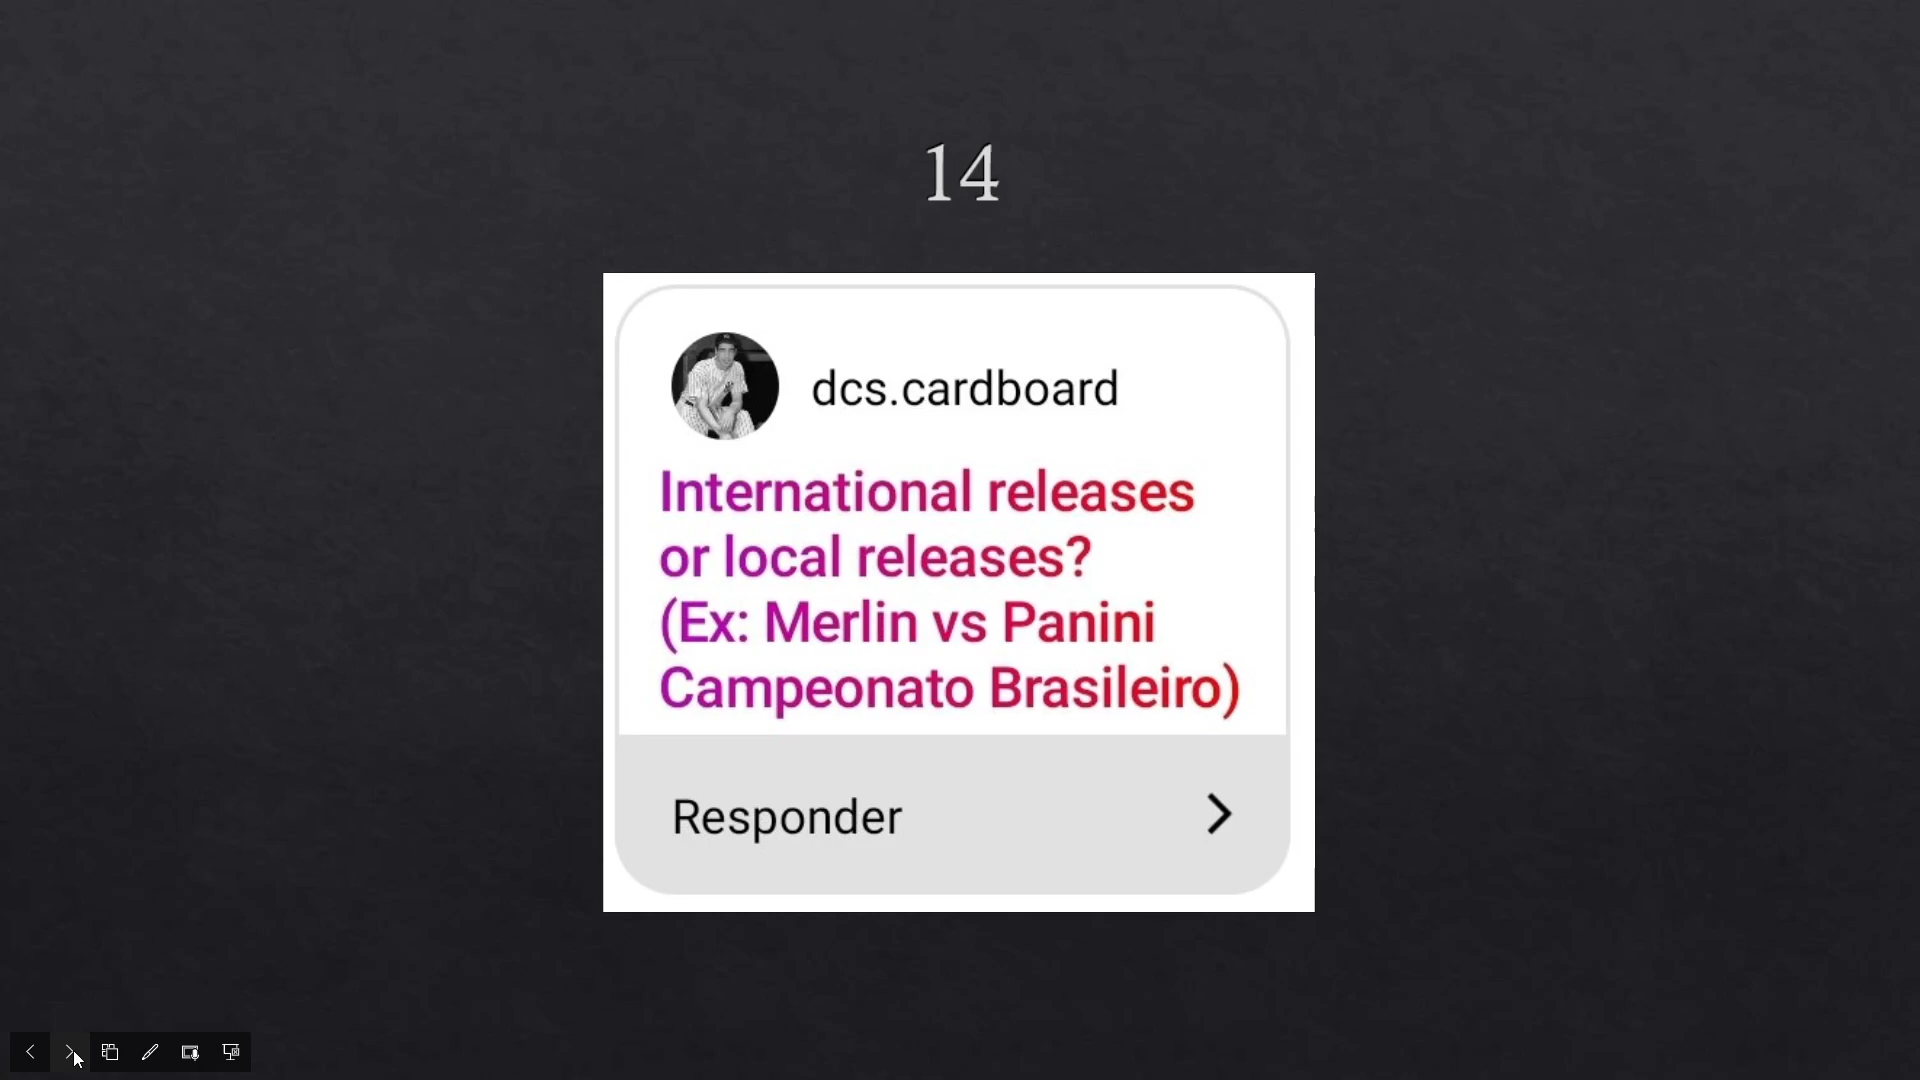 14
dcs.cardboard
International releases
or local releases?
(Ex: Merlin vs Panini
Campeonato Brasileiro)
Responder